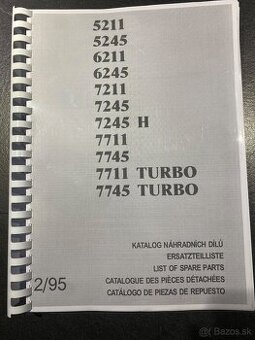 5211
5245
6211
6245
7211
7245
7245 H
7711
7745
7711 TURBO
7745 TURBO
KATALOG NÁHRADNÍCH DÍLŮ
ERSATZTEILLISTE
LIST OF SPARE PARTS
CATALOGUE DES PIÈCES DÉTACHÉES
CATÁLOGO DE PIEZAS DE REPUESTO
2/95
Bazos.sk